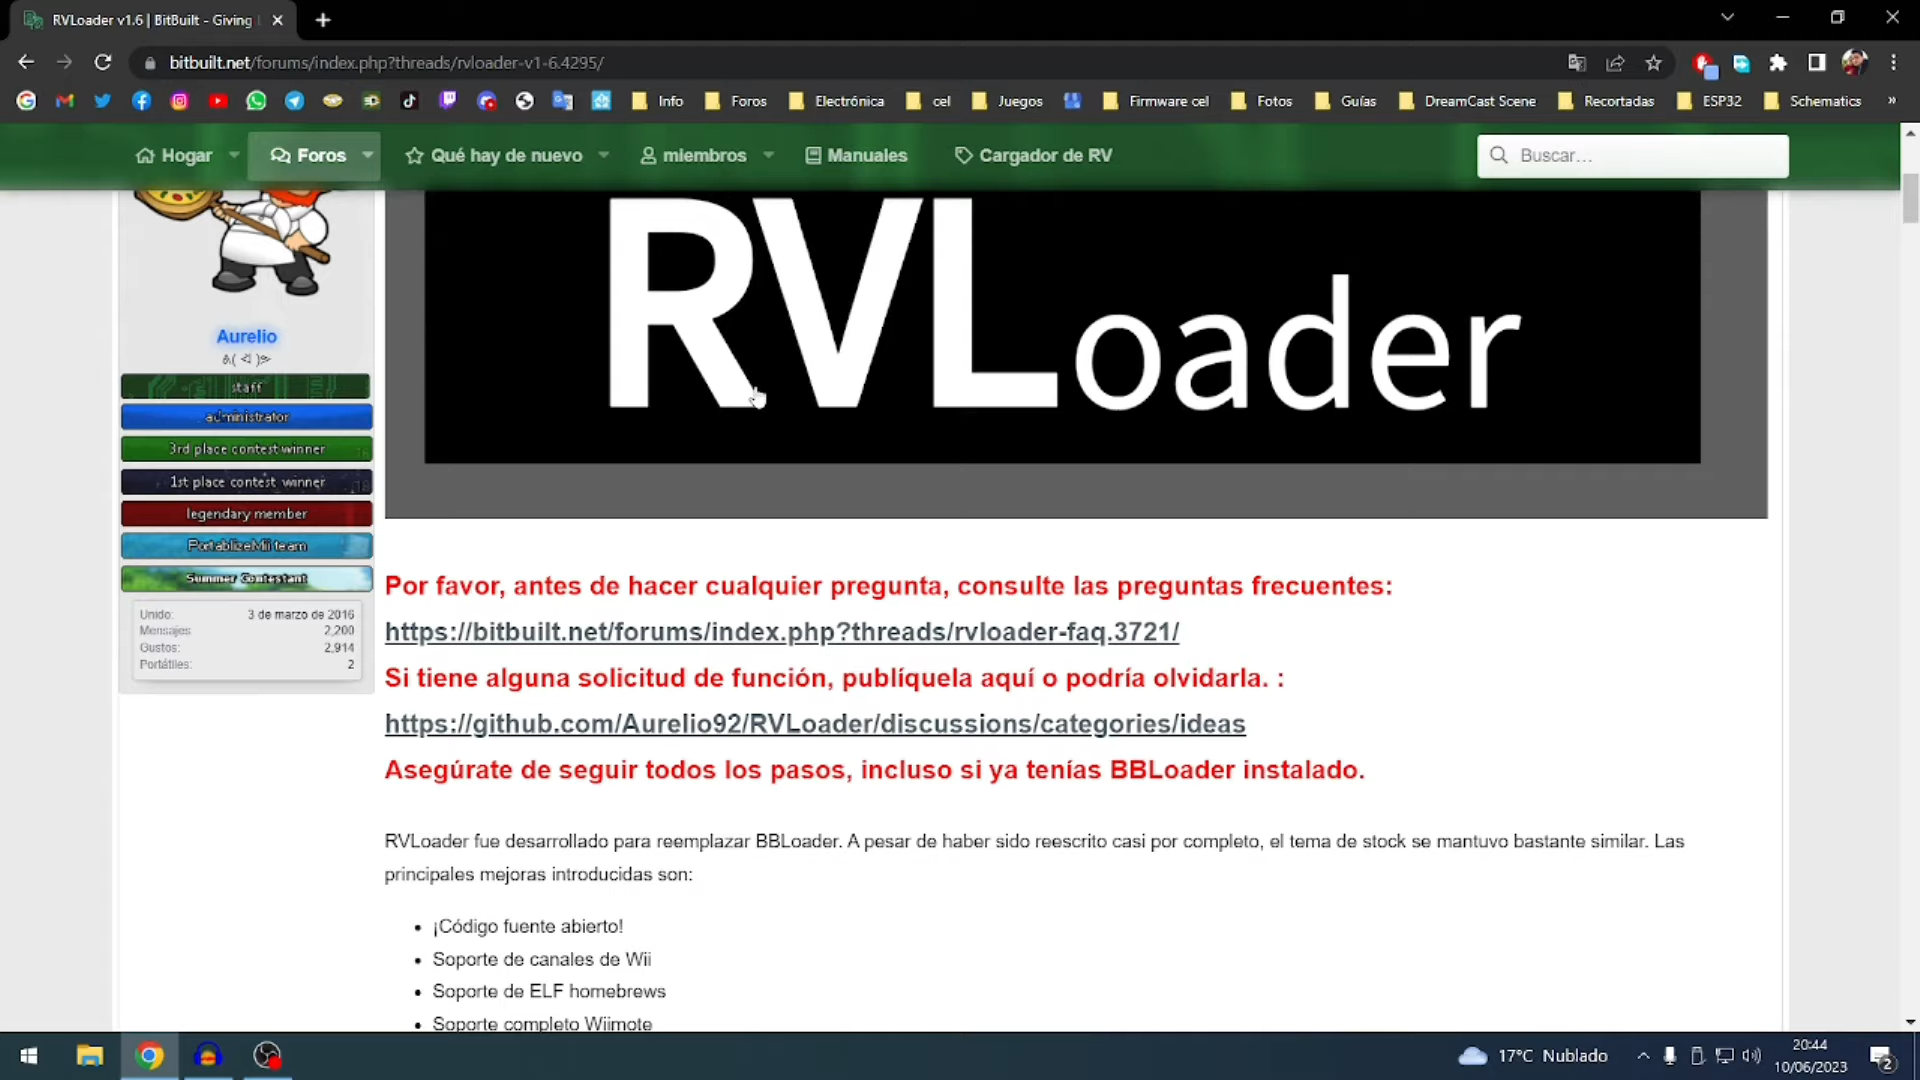 RVLoader v1.6 | BitBuilt - Giving
bitbuilt.net/forums/index.php?threads/rvloader-v1-6.4295/
Info Foros Electrónica cel Juegos Firmware cel Fotos Guías DreamCast Scene Recortadas ESP32 Schematics »
Hogar Foros Qué hay de nuevo miembros Manuales Cargador de RV Buscar...
RVLoader
Aurelio
staff
administrator
3rd place contest winner
1st place contest winner
legendary member
PortablizeMii team
Summer Contestant
Unido: 3 de marzo de 2016
Mensajes 2,200
Gustos: 2,914
Portátiles: 2
Por favor, antes de hacer cualquier pregunta, consulte las preguntas frecuentes:
https://bitbuilt.net/forums/index.php?threads/rvloader-faq.3721/
Si tiene alguna solicitud de función, publíquela aquí o podría olvidarla. :
https://github.com/Aurelio92/RVLoader/discussions/categories/ideas
Asegúrate de seguir todos los pasos, incluso si ya tenías BBLoader instalado.
RVLoader fue desarrollado para reemplazar BBLoader. A pesar de haber sido reescrito casi por completo, el tema de stock se mantuvo bastante similar. Las
principales mejoras introducidas son:
• ¡Código fuente abierto!
• Soporte de canales de Wii
• Soporte de ELF homebrews
• Soporte completo Wiimote
17°C Nublado
20:44
10/06/2023
2